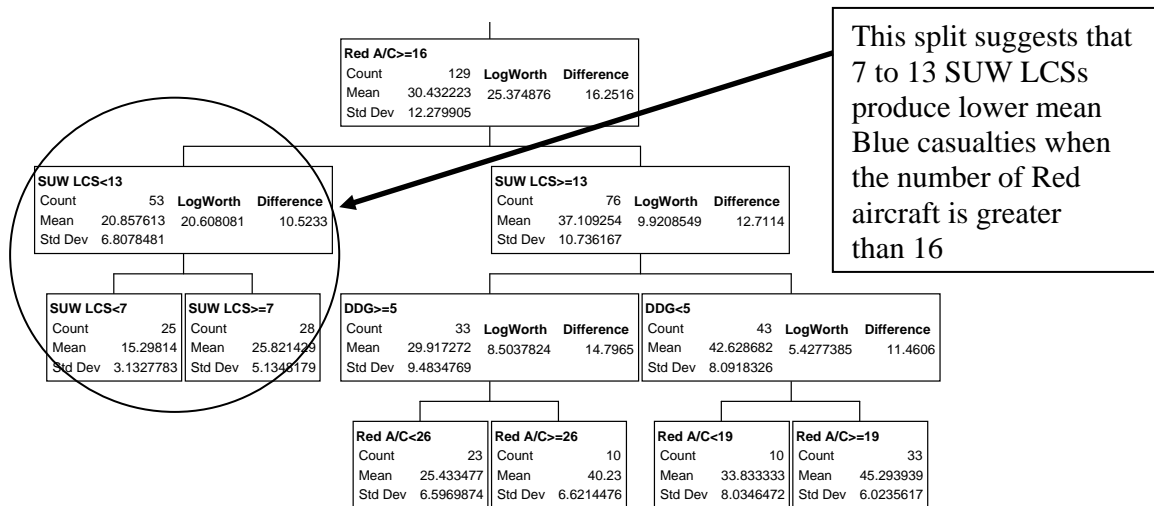 Red A/C>=16
Count 129 LogWorth Difference
Mean 30.432223 25.374876 16.2516
Std Dev 12.279905
This split suggests that
7 to 13 SUW LCSs
produce lower mean
Blue casualties when
the number of Red
aircraft is greater
than 16
SUW LCS<13
Count 53 LogWorth Difference
Mean 20.857613 20.608081 10.5233
Std Dev 6.8078481
SUW LCS>=13
Count 76 LogWorth Difference
Mean 37.109254 9.9208549 12.7114
Std Dev 10.736167
SUW LCS<7
Count 25
Mean 15.29814
Std Dev 3.1327783
SUW LCS>=7
Count 28
Mean 25.821429
Std Dev 5.1348179
DDG>=5
Count 33 LogWorth Difference
Mean 29.917272 8.5037824 14.7965
Std Dev 9.4834769
DDG<5
Count 43 LogWorth Difference
Mean 42.628682 5.4277385 11.4606
Std Dev 8.0918326
Red A/C<26
Count 23
Mean 25.433477
Std Dev 6.5969874
Red A/C>=26
Count 10
Mean 40.23
Std Dev 6.6214476
Red A/C<19
Count 10
Mean 33.833333
Std Dev 8.0346472
Red A/C>=19
Count 33
Mean 45.293939
Std Dev 6.0235617